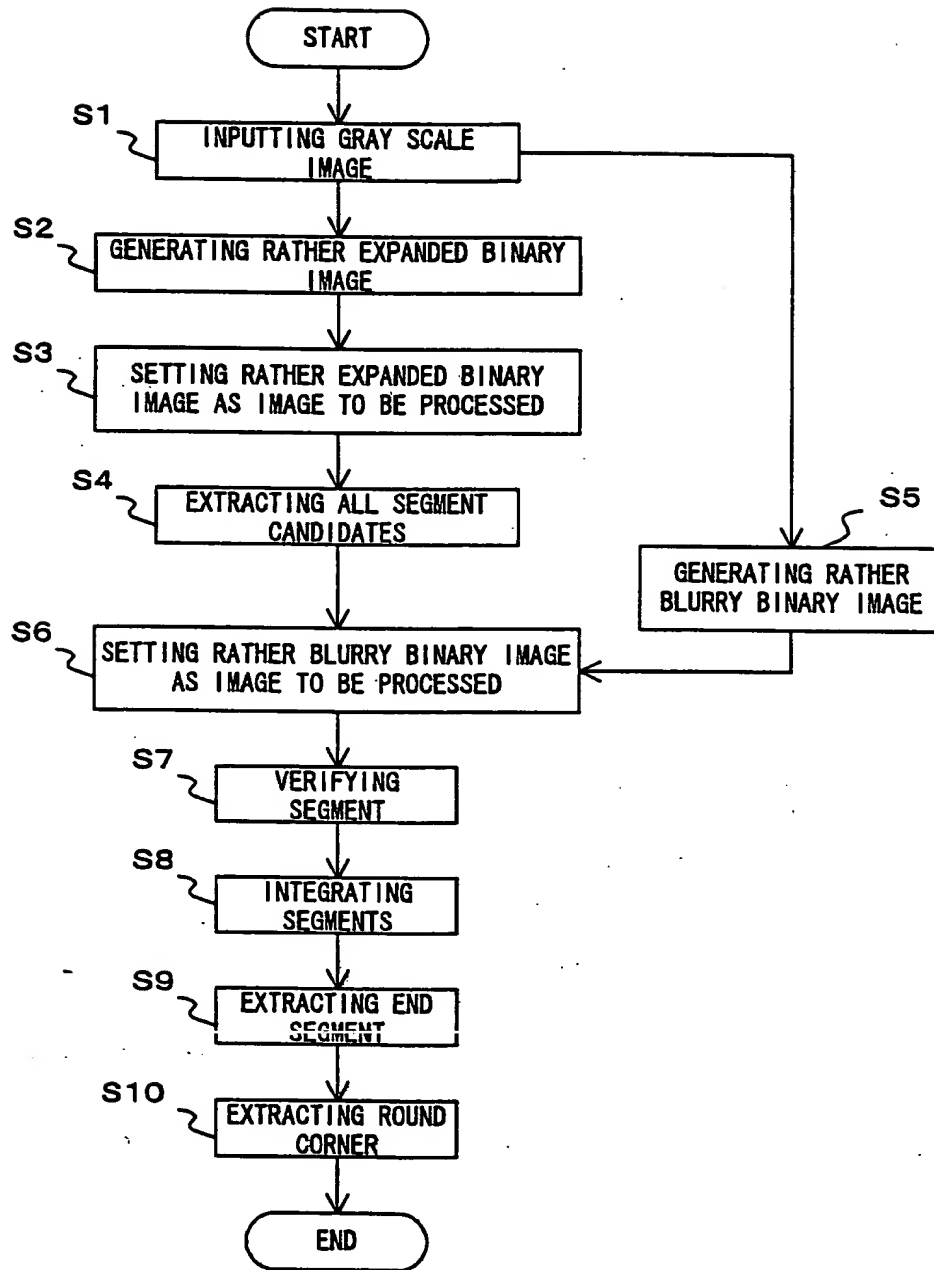 START
S1
INPUTTING GRAY SCALE
IMAGE
S2
GENERATING RATHER EXPANDED BINARY
IMAGE
S3
SETTING RATHER EXPANDED BINARY
IMAGE AS IMAGE TO BE PROCESSED
S4
EXTRACTING ALL SEGMENT
CANDIDATES
S5
GENERATING RATHER
BLURRY BINARY IMAGE
S6
SETTING RATHER BLURRY BINARY IMAGE
AS IMAGE TO BE PROCESSED
S7
VERIFYING
SEGMENT
S8
INTEGRATING
SEGMENTS
S9
EXTRACTING END
SEGMENT
S10
EXTRACTING ROUND
CORNER
END